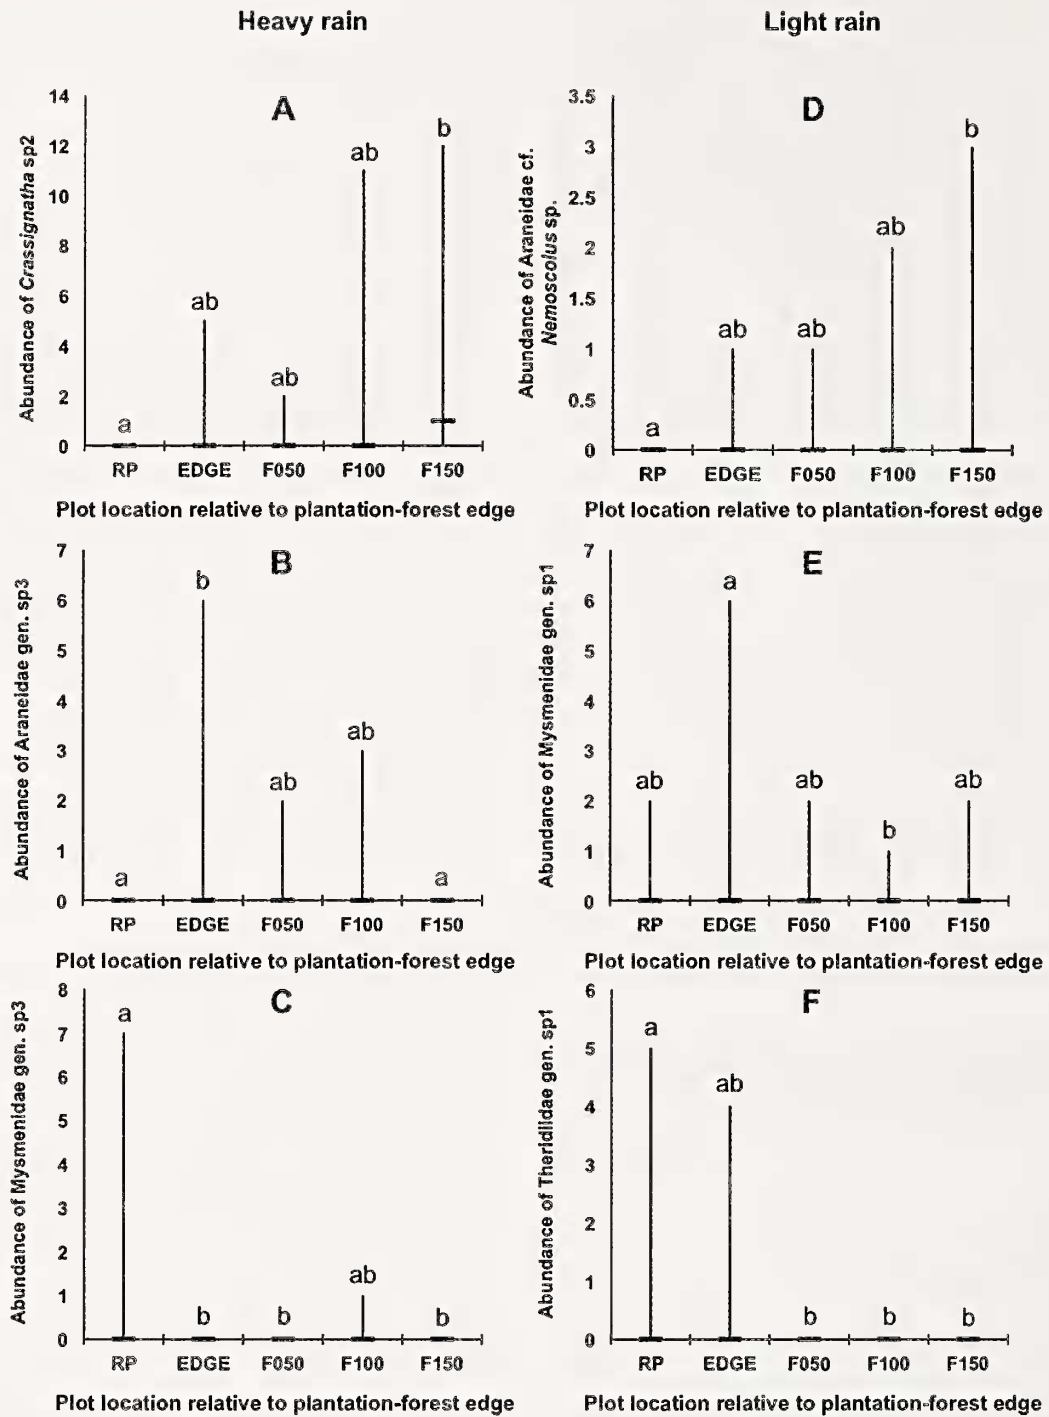 Heavy rain
Light rain
A
Abundance of Crassignatha sp2
14
12
10
8
6
4
2
0
a
ab
ab
ab
b
RP EDGE F050 F100 F150
Plot location relative to plantation-forest edge
D
Abundance of Araneidae cf.
Nemoscolus sp.
3.5
3
2.5
2
1.5
1
0.5
0
a
ab
ab
ab
b
RP EDGE F050 F100 F150
Plot location relative to plantation-forest edge
B
Abundance of Araneidae gen. sp3
7
6
5
4
3
2
1
0
a
b
ab
ab
a
RP EDGE F050 F100 F150
Plot location relative to plantation-forest edge
E
Abundance of Mysmenidae gen. sp1
7
6
5
4
3
2
1
0
ab
a
ab
b
ab
RP EDGE F050 F100 F150
Plot location relative to plantation-forest edge
C
Abundance of Mysmenidae gen. sp3
8
7
6
5
4
3
2
1
0
a
b
b
ab
b
RP EDGE F050 F100 F150
Plot location relative to plantation-forest edge
F
Abundance of Theridiidae gen. sp1
6
5
4
3
2
1
0
a
ab
b
b
b
RP EDGE F050 F100 F150
Plot location relative to plantation-forest edge